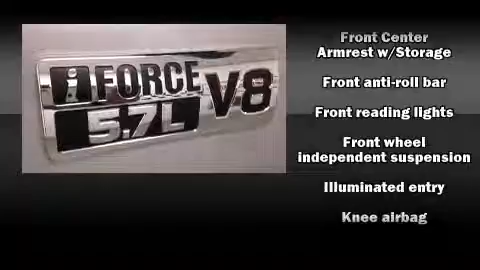 i FORCE V8
5.7L
Front Center
Armrest w/Storage
Front anti-roll bar
Front reading lights
Front wheel
independent suspension
Illuminated entry
Knee airbag